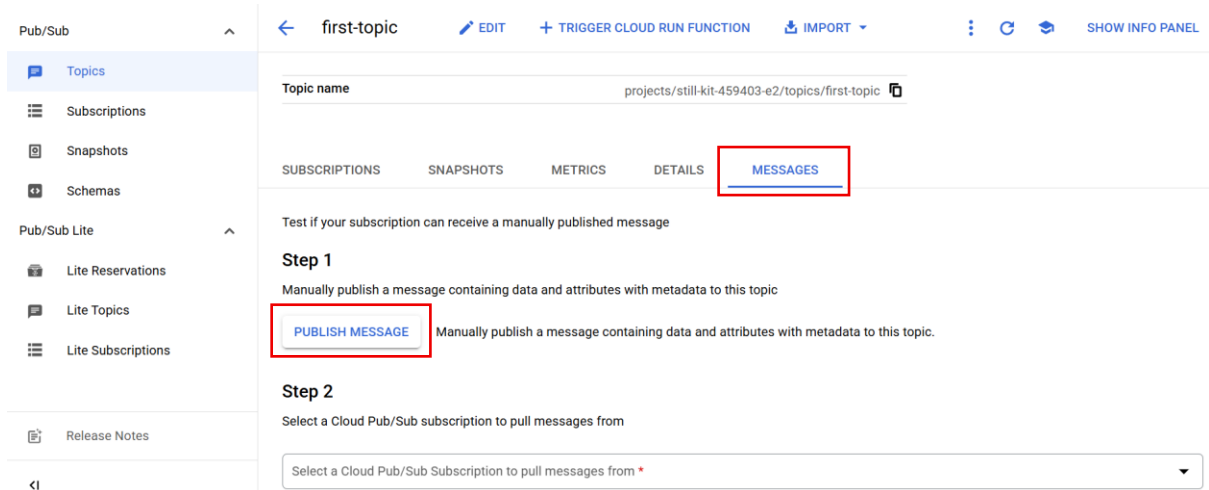 Pub/Sub
Topics
Subscriptions
Snapshots
Schemas
Pub/Sub Lite
Lite Reservations
Lite Topics
Lite Subscriptions
Release Notes
first-topic
EDIT
+ TRIGGER CLOUD RUN FUNCTION
IMPORT
SHOW INFO PANEL
Topic name projects/still-kit-459403-e2/topics/first-topic
SUBSCRIPTIONS SNAPSHOTS METRICS DETAILS MESSAGES
Test if your subscription can receive a manually published message
Step 1
Manually publish a message containing data and attributes with metadata to this topic
PUBLISH MESSAGE Manually publish a message containing data and attributes with metadata to this topic.
Step 2
Select a Cloud Pub/Sub subscription to pull messages from
Select a Cloud Pub/Sub Subscription to pull messages from *